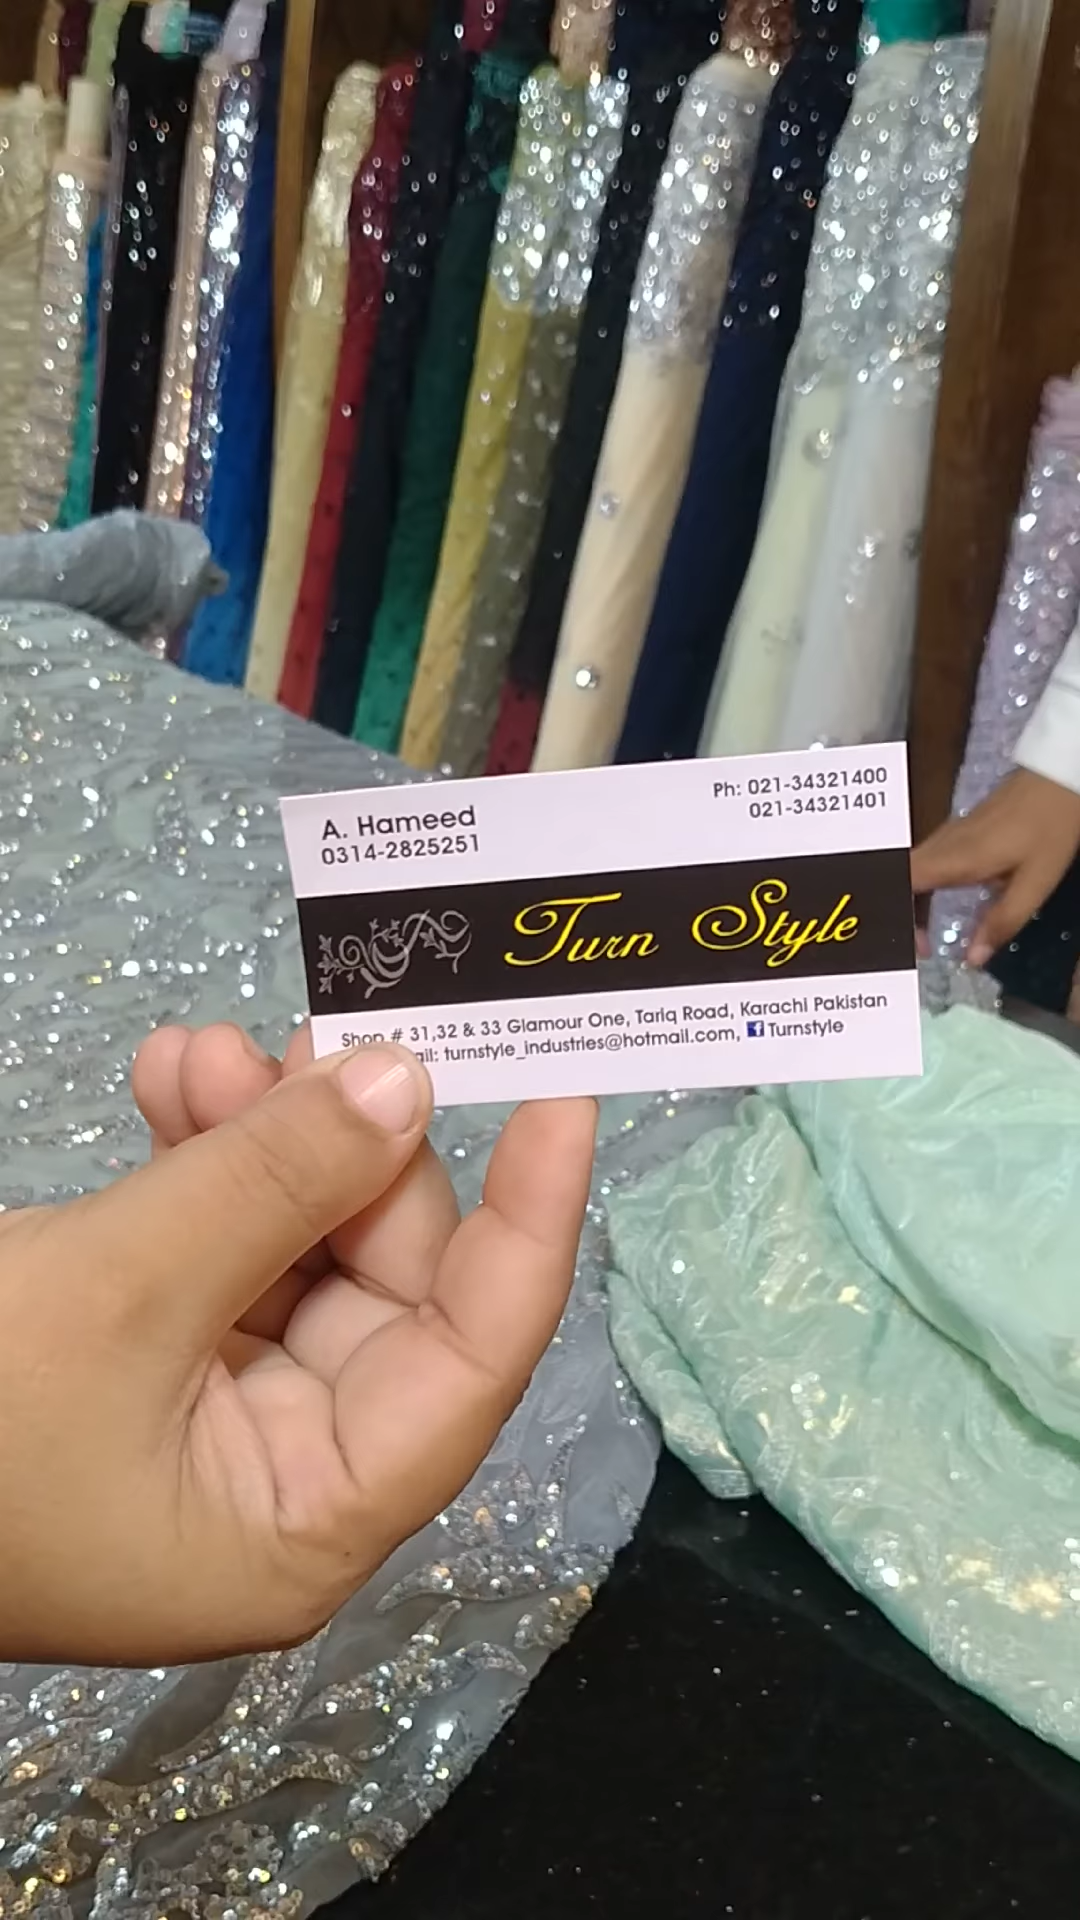 A. Hameed
0314-2825251
Ph: 021-34321400
021-34321401
Turn Style
Shop # 31,32 & 33 Glamour One, Tariq Road, Karachi Pakistan
turnstyle_industries@hotmail.com, Turnstyle